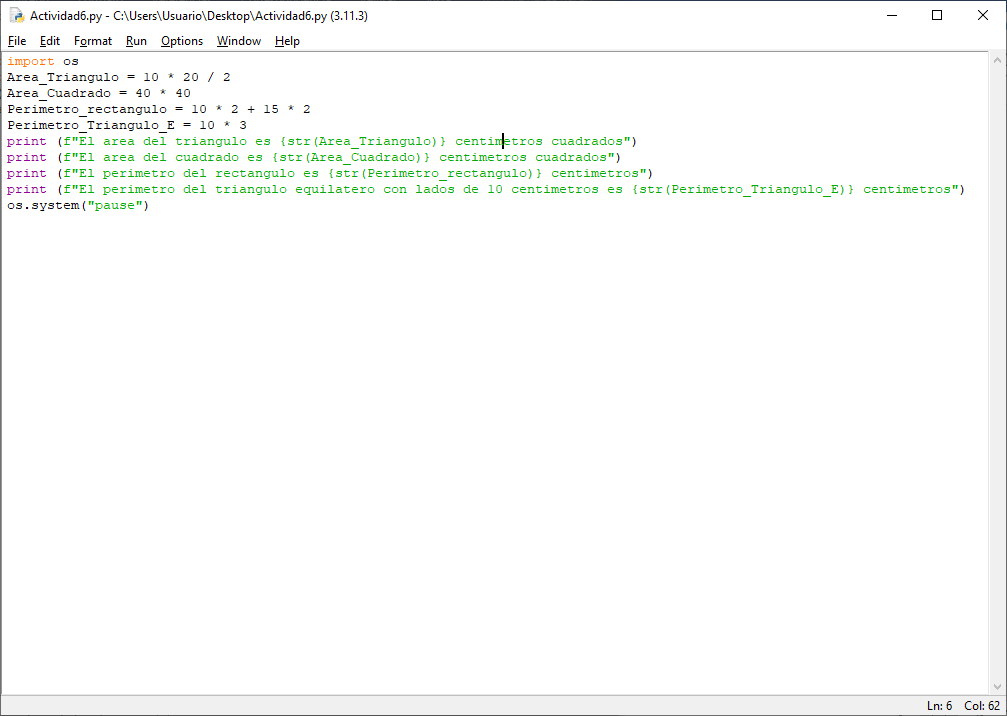 Actividad6.py - C:\Users\Usuario\Desktop\Actividad6.py (3.11.3)
File Edit Format Run Options Window Help
import os
Area_Triangulo = 10 * 20 / 2
Area_Cuadrado = 40 * 40
Perimetro_rectangulo = 10 * 2 + 15 * 2
Perimetro_Triangulo_E = 10 * 3
print (f"El area del triangulo es {str(Area_Triangulo)} centimetros cuadrados")
print (f"El area del cuadrado es {str(Area_Cuadrado)} centimetros cuadrados")
print (f"El perimetro del rectangulo es {str(Perimetro_rectangulo)} centimetros")
print (f"El perimetro del triangulo equilatero con lados de 10 centimetros es {str(Perimetro_Triangulo_E)} centimetros")
os.system("pause")
Ln: 6 Col: 62